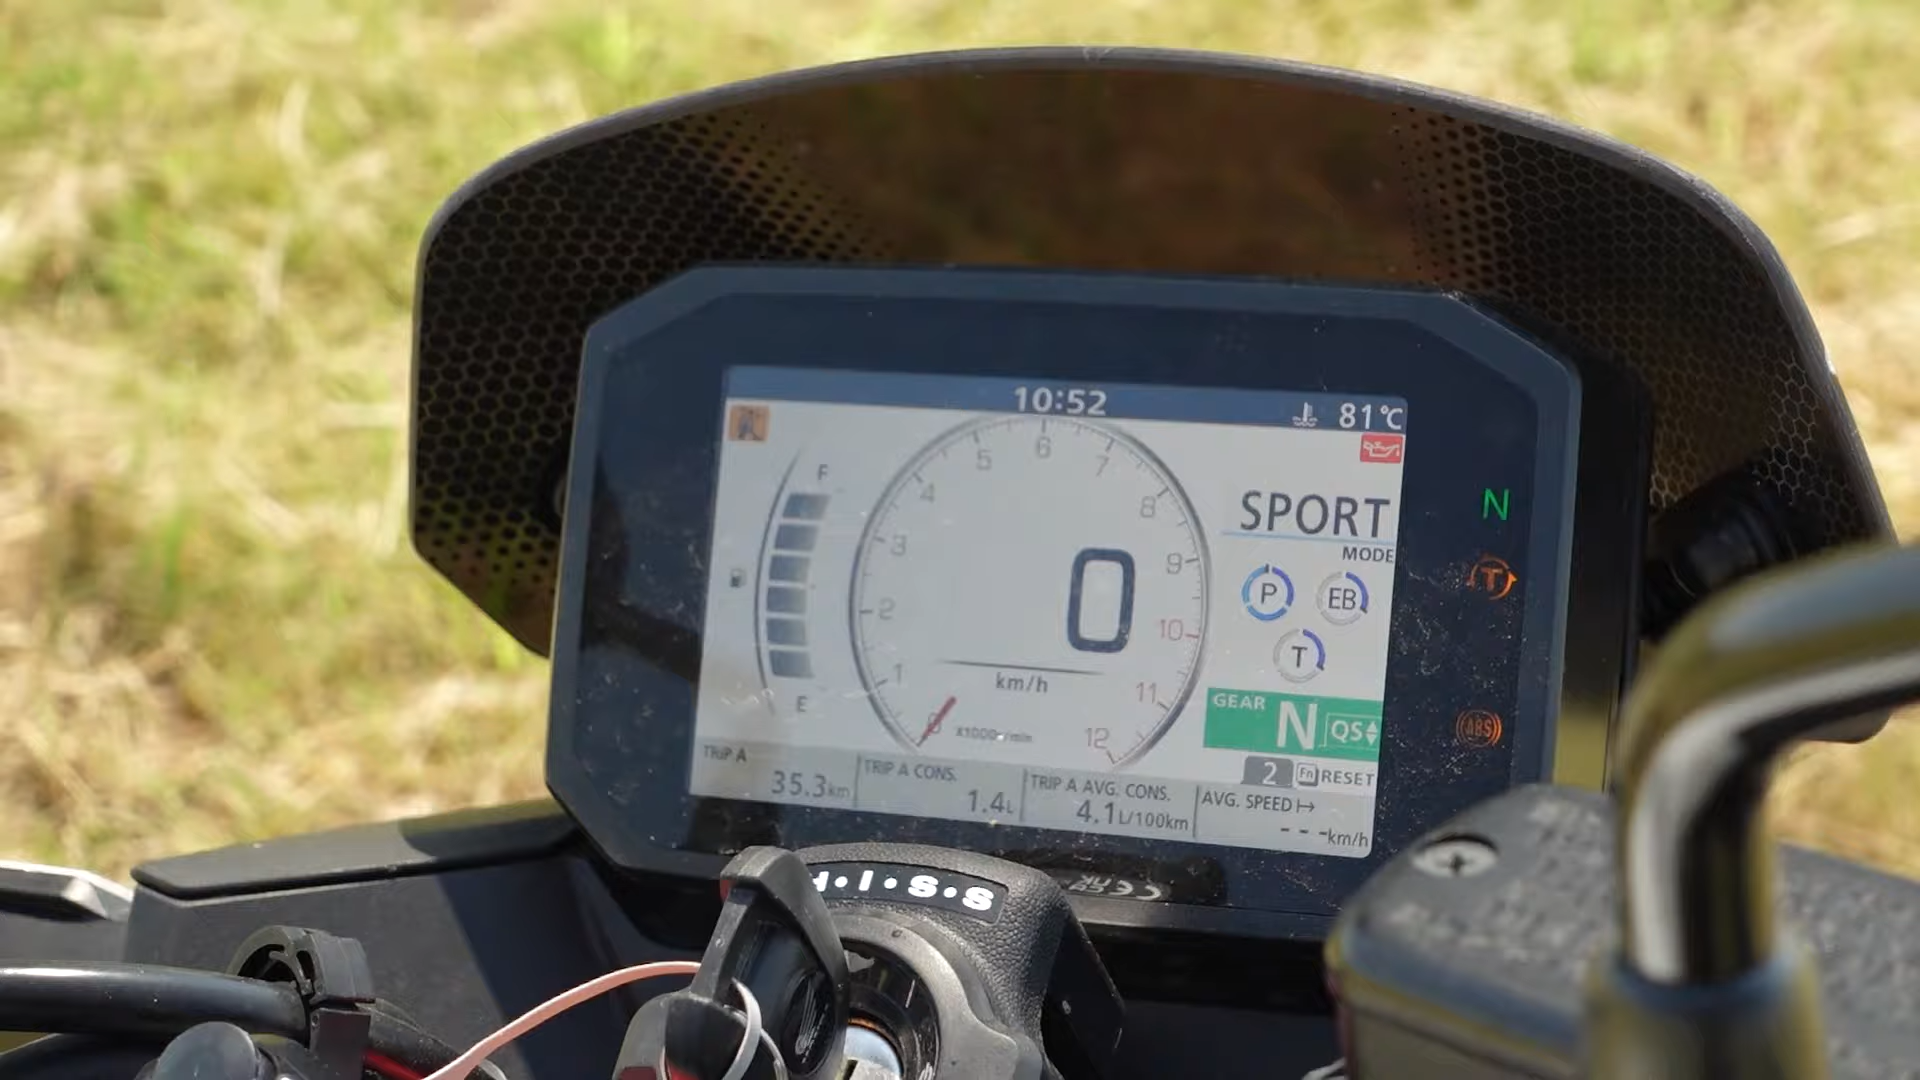 10:52
81°C
F
E
0
1
2
3
4
5
6
7
8
9
10
11
12
0
km/h
X1000r/min
SPORT
MODE
P
EB
T
GEAR
N
QS
2
Fn
RESET
TRIP A
35.3km
TRIP A CONS.
1.4L
TRIP A AVG. CONS.
4.1L/100km
AVG. SPEED
- - -km/h
N
T
ABS
I•S•S
CE